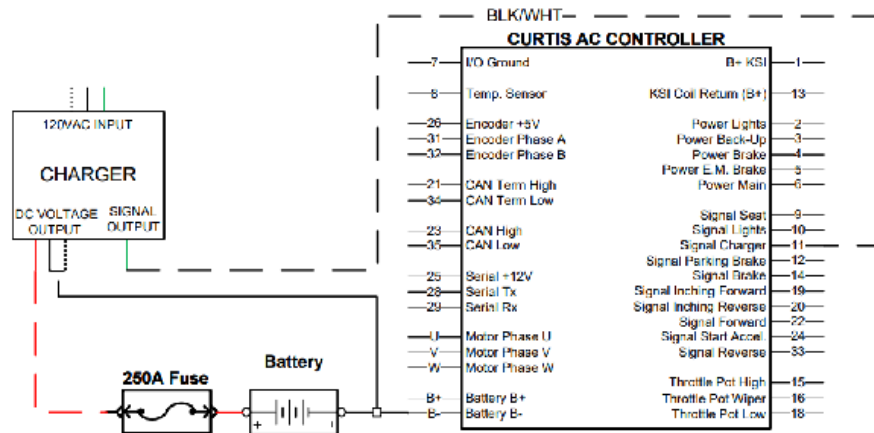 BLK/WHT
CURTIS AC CONTROLLER
120VAC INPUT
CHARGER
DC VOLTAGE OUTPUT
SIGNAL OUTPUT
250A Fuse
Battery
+
7 I/O Ground
Temp. Sensor
26 Encoder +5V
31 Encoder Phase A
32 Encoder Phase B
21 CAN Term High
34 CAN Term Low
23 CAN High
35 CAN Low
25 Serial +12V
28 Serial Tx
29 Serial Rx
U Motor Phase U
V Motor Phase V
W Motor Phase W
B+ Battery B+
B- Battery B-
B+ KSI 1
KSI Coil Return (B+) 13
Power Lights 2
Power Back-Up 3
Power Brake 4
Power E.M. Brake 5
Power Main 6
Signal Seat 9
Signal Lights 10
Signal Charger 11
Signal Parking Brake 12
Signal Brake 14
Signal Inching Forward 19
Signal Inching Reverse 20
Signal Forward 22
Signal Start Accel. 24
Signal Reverse 33
Throttle Pot High 15
Throttle Pot Wiper 16
Throttle Pot Low 18